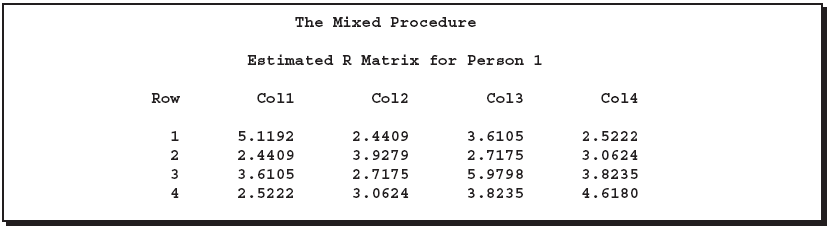 The Mixed Procedure
Estimated R Matrix for Person 1
Row Col1 Col2 Col3 Col4
1 5.1192 2.4409 3.6105 2.5222
2 2.4409 3.9279 2.7175 3.0624
3 3.6105 2.7175 5.9798 3.8235
4 2.5222 3.0624 3.8235 4.6180